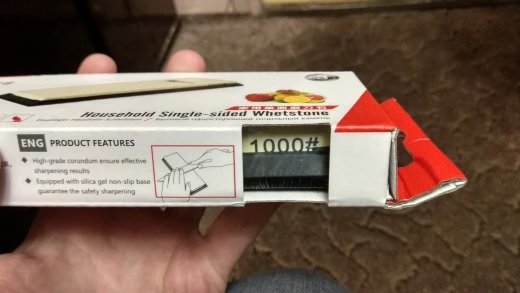 Household Single-sided Whetstone
ENG PRODUCT FEATURES
High-grade corundum ensure effective
sharpening results
Equipped with silica gel non-slip base
guarantee the safety sharpening
1000#